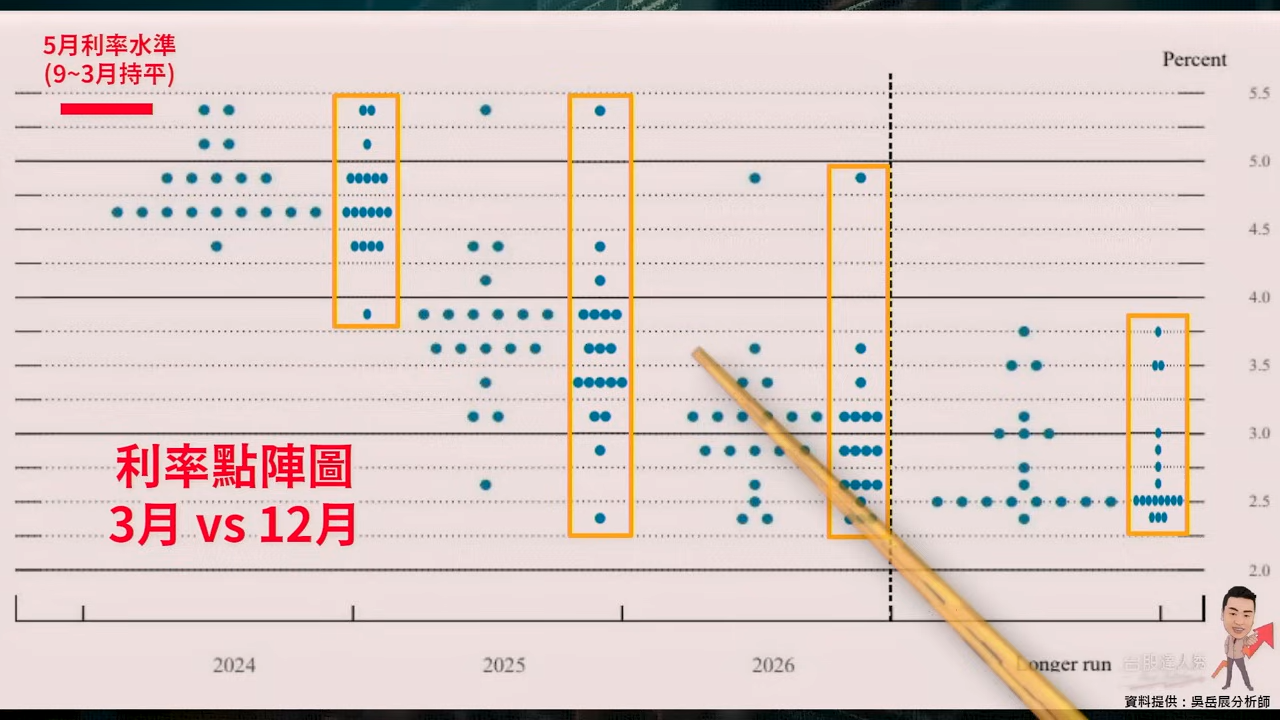 5月利率水準
(9~3月持平)
Percent
5.5
5.0
4.5
4.0
3.5
3.0
2.5
2.0
利率點陣圖
3月 vs 12月
2024
2025
2026
Longer run
資料提供：吳岳展分析師